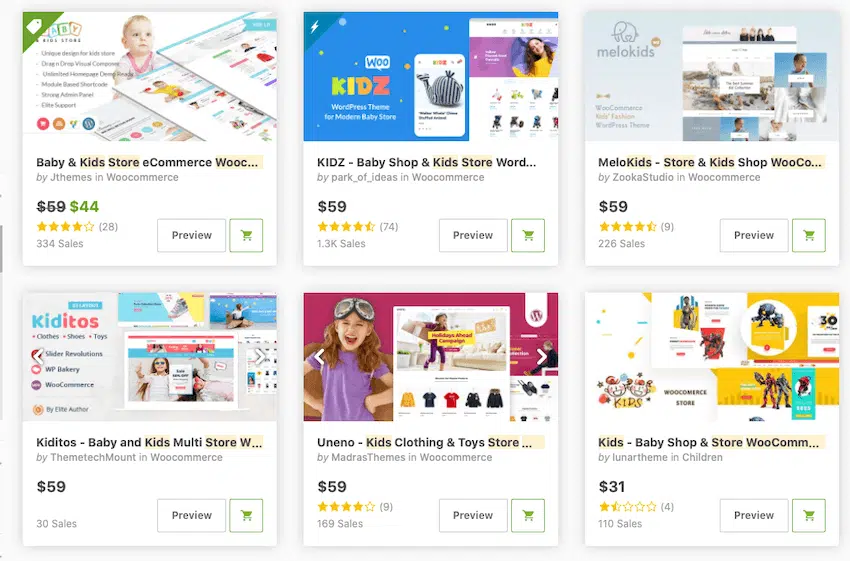 BABY
& KIDS STORE
• Unique design for kids store
• Drag n Drop Visual Composer
• Unlimited Homepage Demo Ready
• Module Based Shortcode
• Strong Admin Panel
• Elite Support
Baby & Kids Store eCommerce Wooc...
by Jthemes in Woocommerce
$59 $44
(28)
334 Sales
Preview
WOO
KIDZ
WordPress Theme
for Modern Baby Store
KIDZ
KIDZ - Baby Shop & Kids Store Word...
by park_of_ideas in Woocommerce
$59
(74)
1.3K Sales
Preview
melokids
WooCommerce
Kids' Fashion
WordPress Theme
MeloKids - Store & Kids Shop WooCo...
by ZookaStudio in Woocommerce
$59
(9)
226 Sales
Preview
Kiditos
• Clothes • Shoes • Toys
Slider Revolutions
WP Bakery
WooCommerce
By Elite Author
Kiditos - Baby and Kids Multi Store W...
by ThemetechMount in Woocommerce
$59
30 Sales
Preview
Holidays Ahead
Campaign
Uneno - Kids Clothing & Toys Store ...
by MadrasThemes in Woocommerce
$59
(9)
169 Sales
Preview
KIDS
WOOCOMERCE
STORE
30
Kids - Baby Shop & Store WooComm...
by lunartheme in Children
$31
(4)
110 Sales
Preview